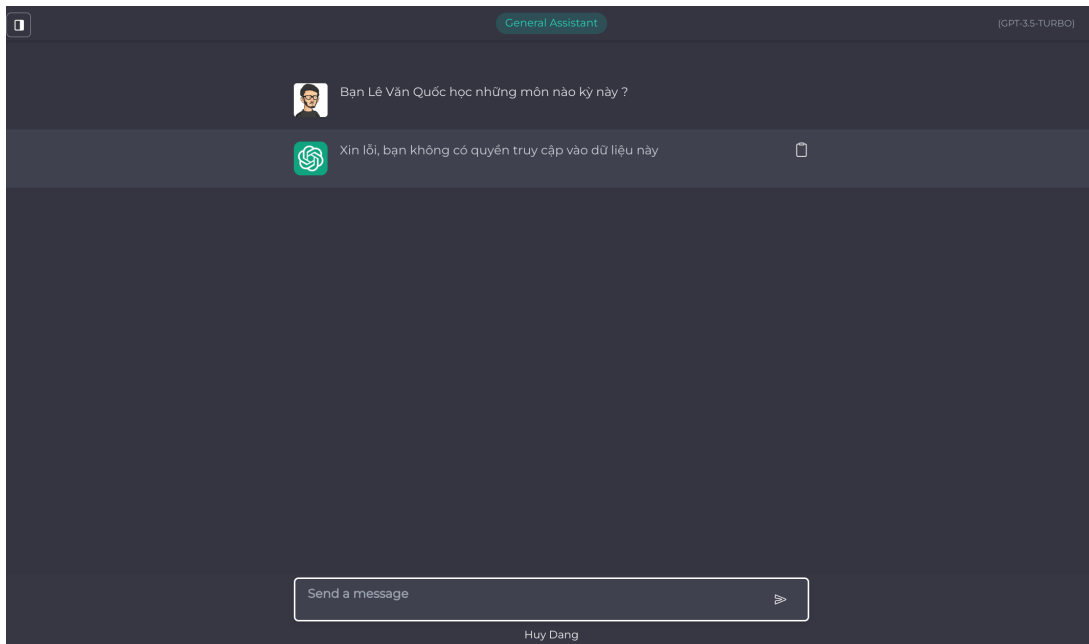 General Assistant
(GPT-3.5-TURBO)
Bạn Lê Văn Quốc học những môn nào kỳ này ?
Xin lỗi, bạn không có quyền truy cập vào dữ liệu này
Send a message
Huy Dang